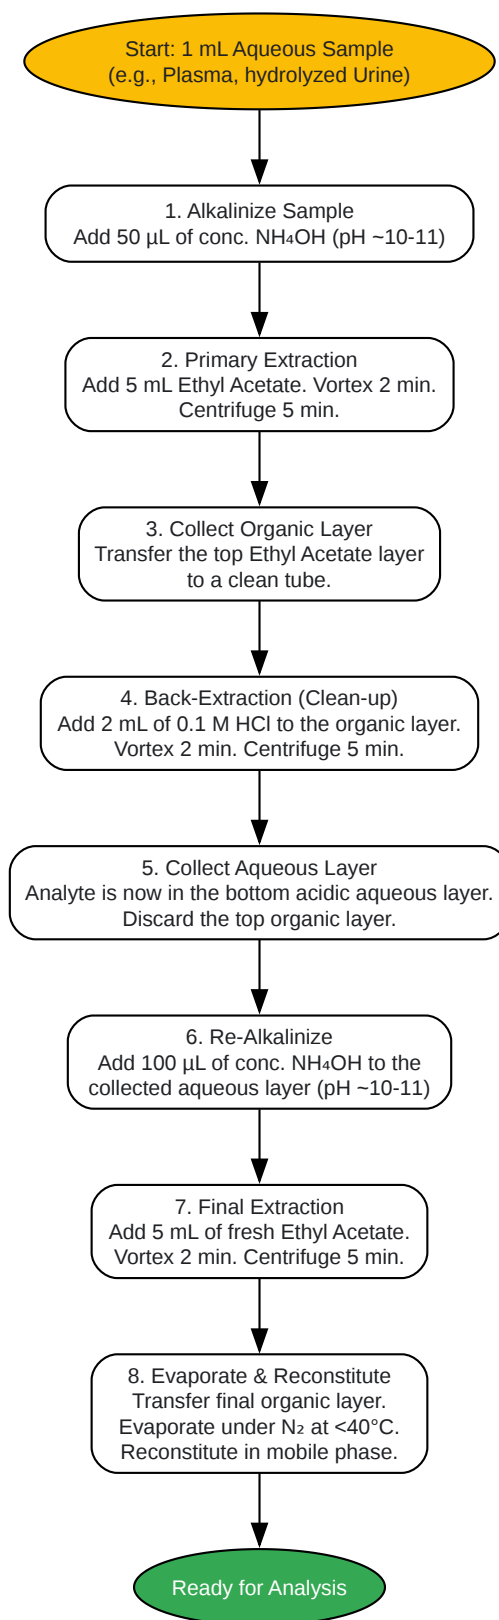 Start: 1 mL Aqueous Sample
(e.g., Plasma, hydrolyzed Urine)
1. Alkalinize Sample
Add 50 µL of conc. NH₄OH (pH ~10-11)
2. Primary Extraction
Add 5 mL Ethyl Acetate. Vortex 2 min.
Centrifuge 5 min.
3. Collect Organic Layer
Transfer the top Ethyl Acetate layer
to a clean tube.
4. Back-Extraction (Clean-up)
Add 2 mL of 0.1 M HCl to the organic layer.
Vortex 2 min. Centrifuge 5 min.
5. Collect Aqueous Layer
Analyte is now in the bottom acidic aqueous layer.
Discard the top organic layer.
6. Re-Alkalinize
Add 100 µL of conc. NH₄OH to the
collected aqueous layer (pH ~10-11)
7. Final Extraction
Add 5 mL of fresh Ethyl Acetate.
Vortex 2 min. Centrifuge 5 min.
8. Evaporate & Reconstitute
Transfer final organic layer.
Evaporate under N₂ at <40°C.
Reconstitute in mobile phase.
Ready for Analysis